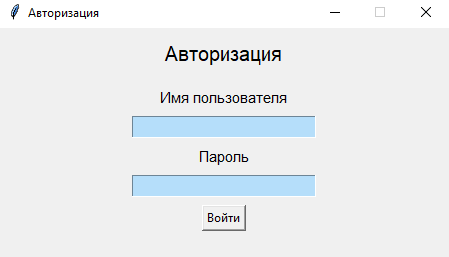 Авторизация
Авторизация
Имя пользователя
Пароль
Войти